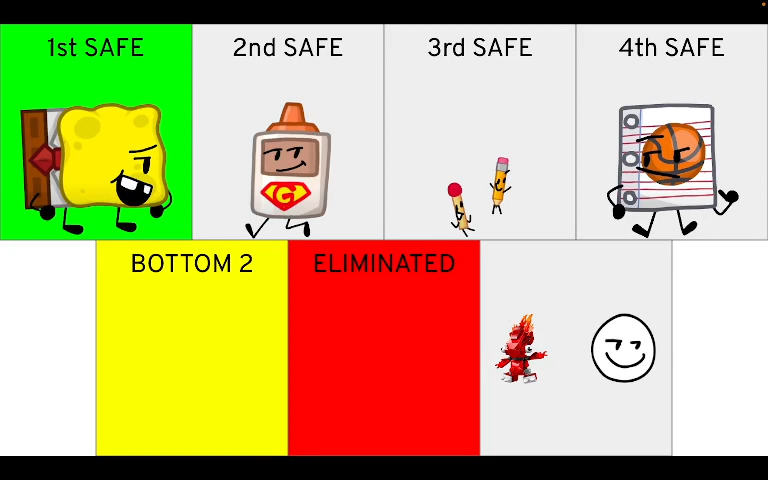 1st SAFE
2nd SAFE
3rd SAFE
4th SAFE
G
BOTTOM 2
ELIMINATED